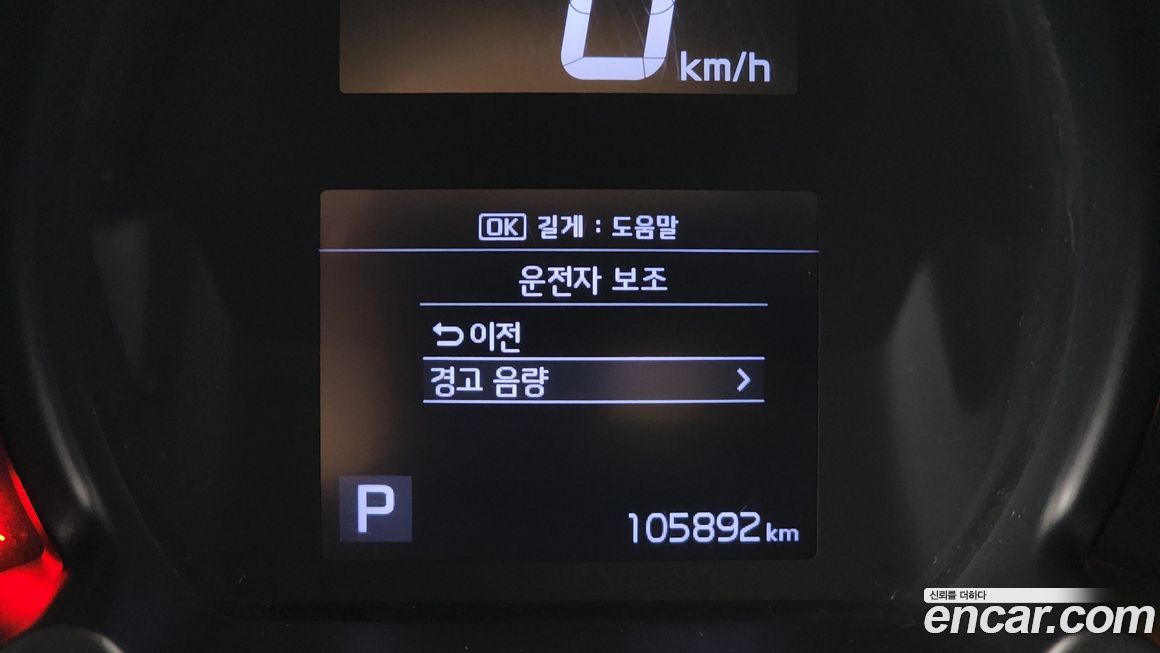 0 km/h
OK 길게 : 도움말
운전자 보조
이전
경고 음량
P
105892 km
신뢰를 더하다
encar.com